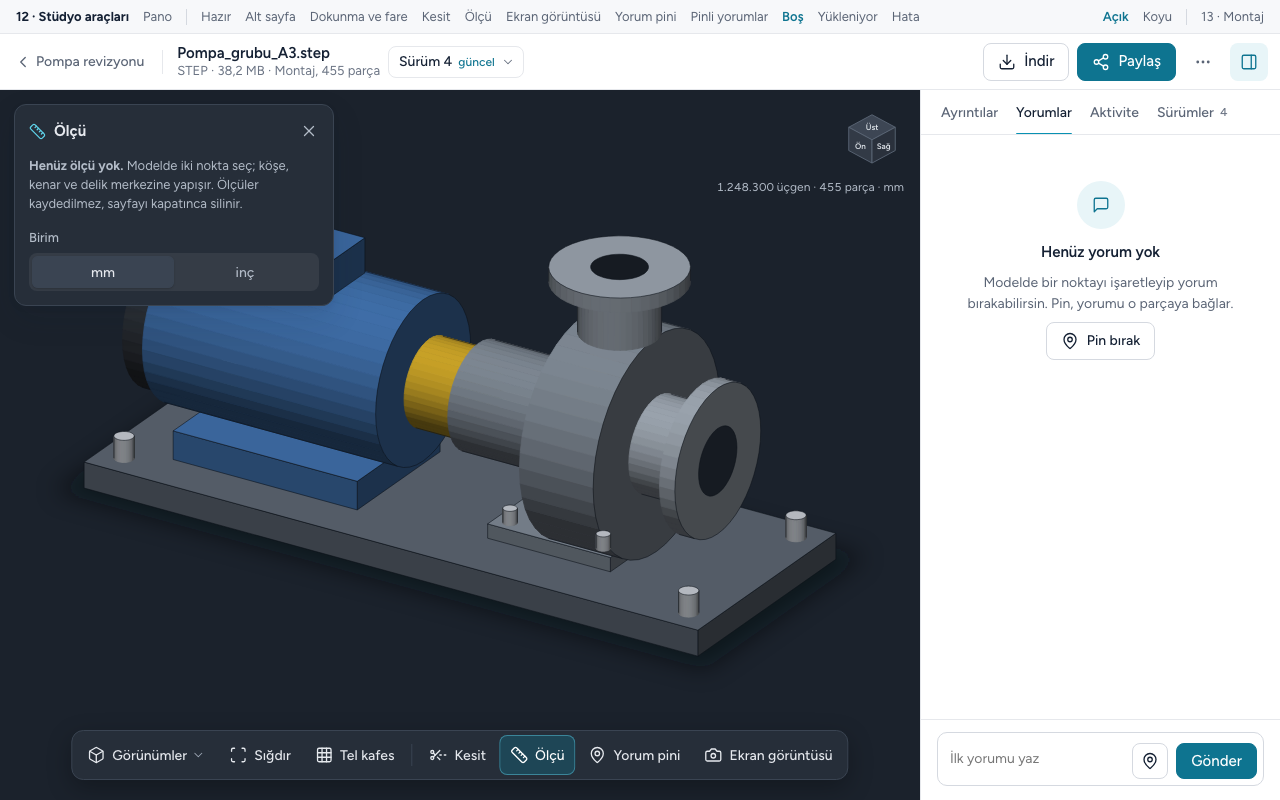 12 · Stüdyo araçları Pano Hazır Alt sayfa Dokunma ve fare Kesit Ölçü Ekran görüntüsü Yorum pini Pinli yorumlar Boş Yükleniyor Hata Açık Koyu 13 · Montaj
Pompa revizyonu
Pompa_grubu_A3.step
STEP · 38,2 MB · Montaj, 455 parça
Sürüm 4 güncel
İndir
Paylaş
Ölçü
Henüz ölçü yok. Modelde iki nokta seç; köşe,
kenar ve delik merkezine yapışır. Ölçüler
kaydedilmez, sayfayı kapatınca silinir.
Birim
mm inç
Üst
Ön Sağ
1.248.300 üçgen · 455 parça · mm
Görünümler Sığdır Tel kafes Kesit Ölçü Yorum pini Ekran görüntüsü
Ayrıntılar Yorumlar Aktivite Sürümler 4
Henüz yorum yok
Modelde bir noktayı işaretleyip yorum
bırakabilirsin. Pin, yorumu o parçaya bağlar.
Pin bırak
İlk yorumu yaz
Gönder